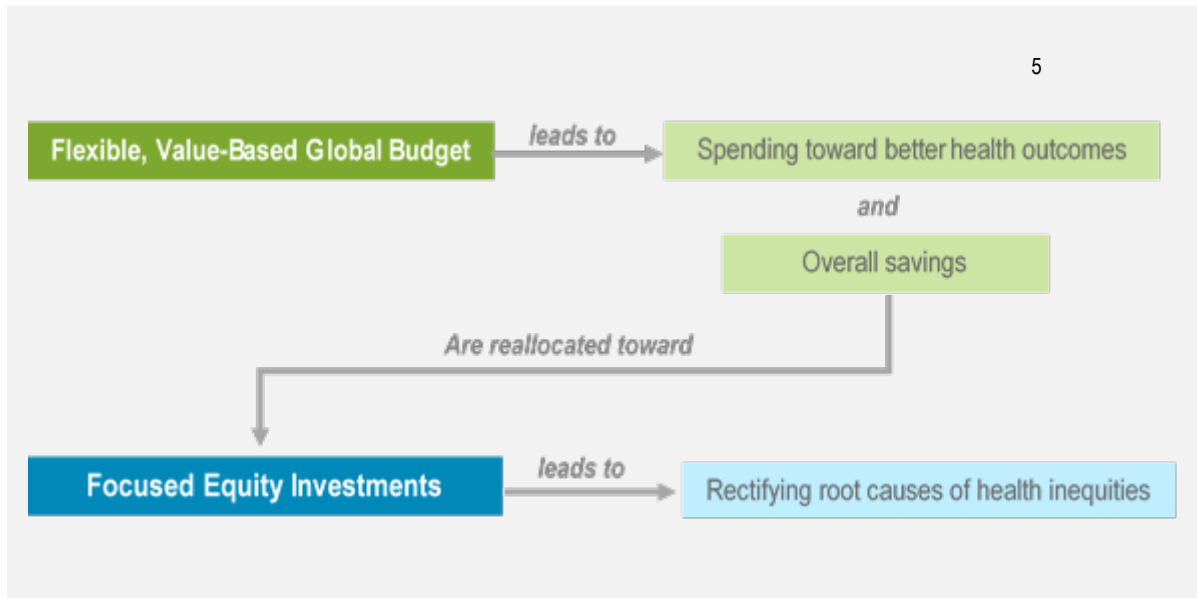 5
Flexible, Value-Based Global Budget
leads to
Spending toward better health outcomes
and
Overall savings
Are reallocated toward
Focused Equity Investments
leads to
Rectifying root causes of health inequities